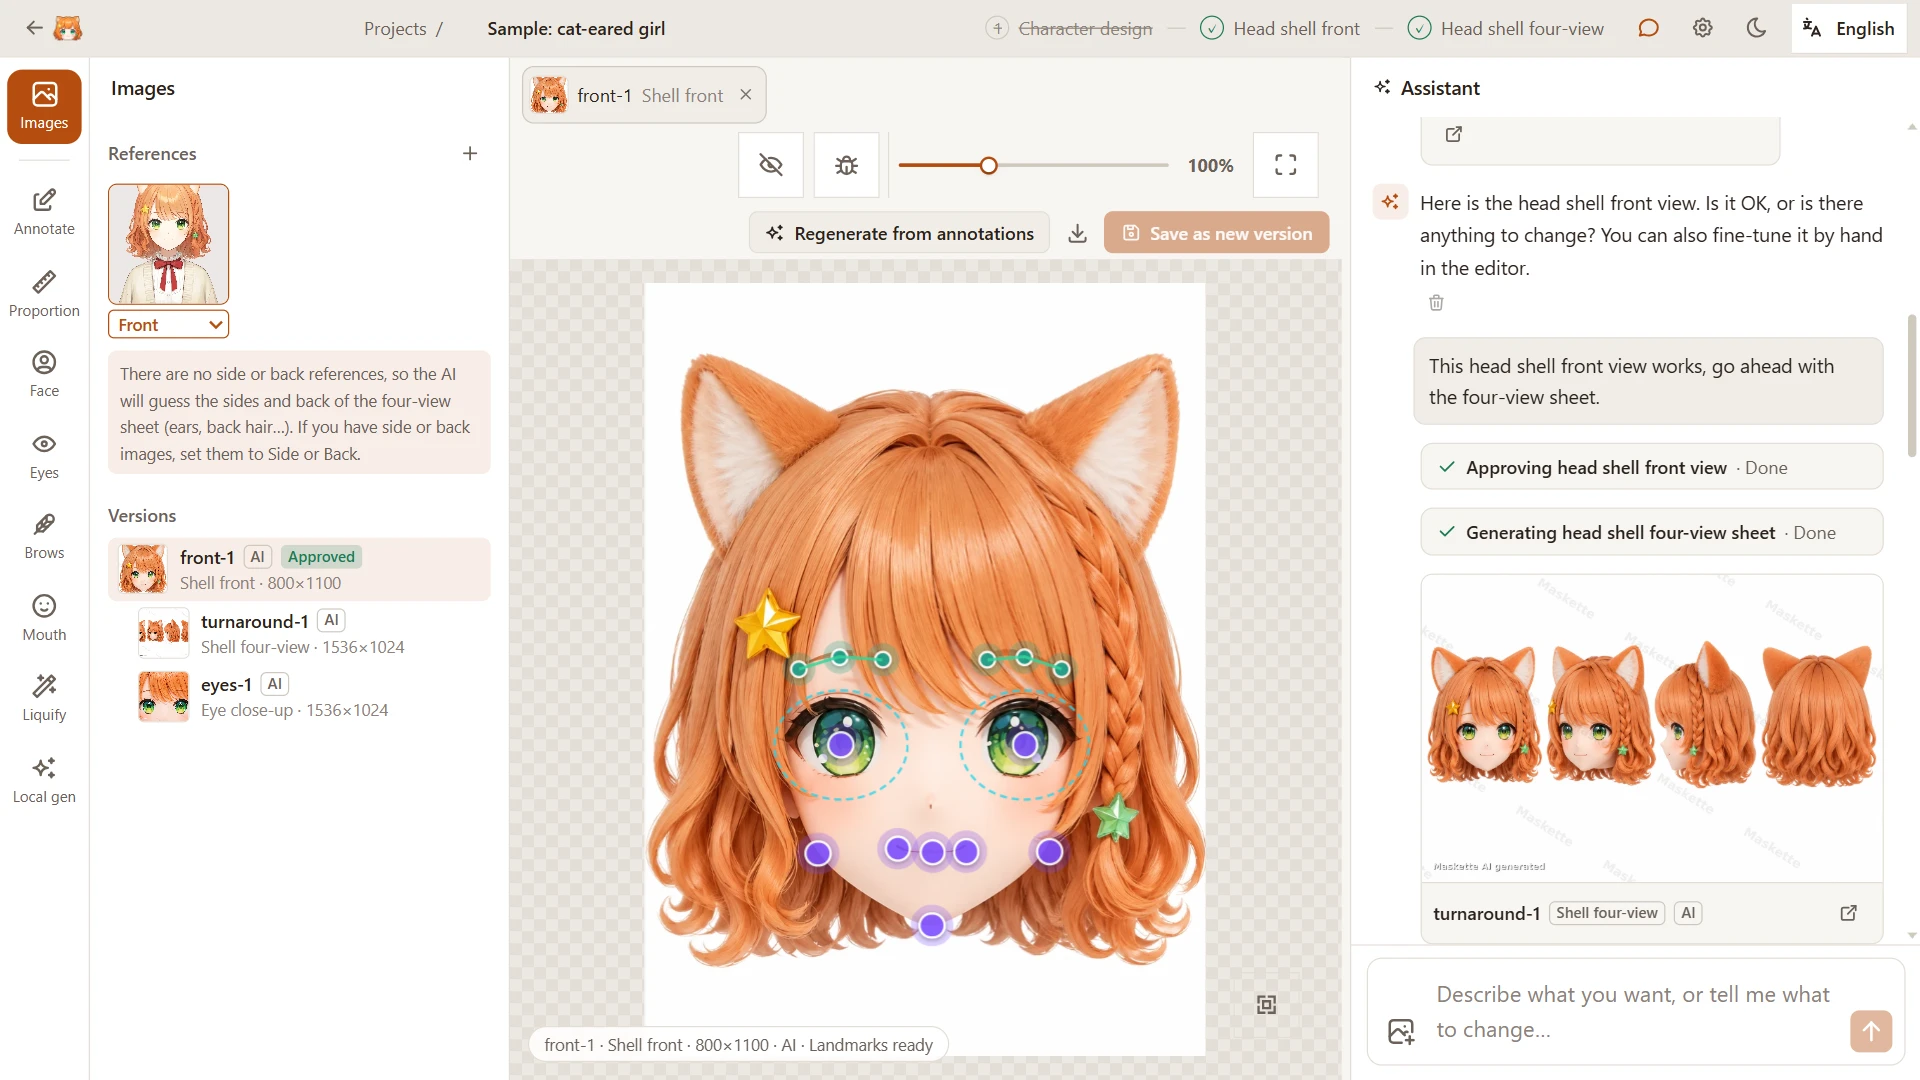 Projects /
Sample: cat-eared girl
Character design
Head shell front
Head shell four-view
English
Images
Annotate
Proportion
Face
Eyes
Brows
Mouth
Liquify
Local gen
Images
References
Front
There are no side or back references, so the AI
will guess the sides and back of the four-view
sheet (ears, back hair...). If you have side or back
images, set them to Side or Back.
Versions
front-1 AI Approved
Shell front · 800×1100
turnaround-1 AI
Shell four-view · 1536×1024
eyes-1 AI
Eye close-up · 1536×1024
front-1 Shell front
100%
Regenerate from annotations
Save as new version
front-1 · Shell front · 800×1100 · AI · Landmarks ready
Assistant
Here is the head shell front view. Is it OK, or is there
anything to change? You can also fine-tune it by hand
in the editor.
This head shell front view works, go ahead with
the four-view sheet.
Approving head shell front view · Done
Generating head shell four-view sheet · Done
Maskette
Maskette
Maskette
Maskette
Maskette
Maskette
Maskette
Maskette AI generated
turnaround-1 Shell four-view AI
Describe what you want, or tell me what
to change...